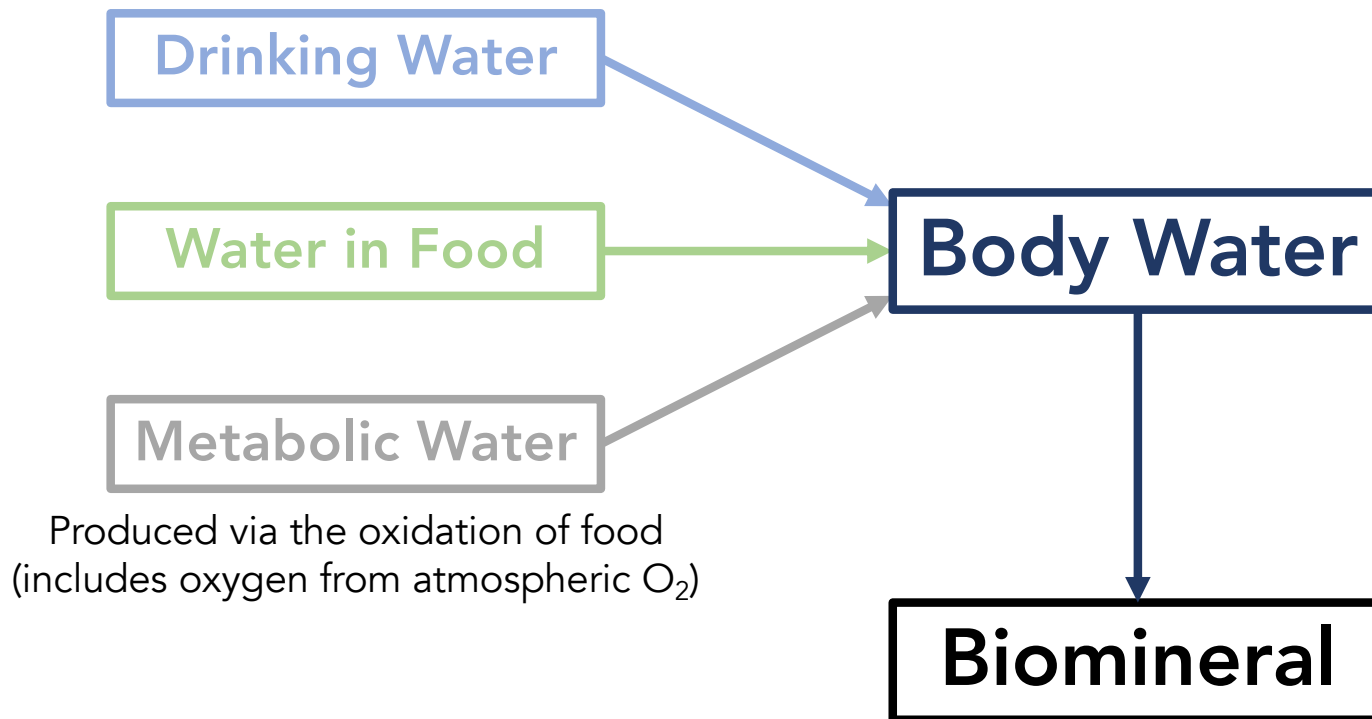 Drinking Water
Water in Food
Body Water
Metabolic Water
Produced via the oxidation of food
(includes oxygen from atmospheric O₂)
Biomineral